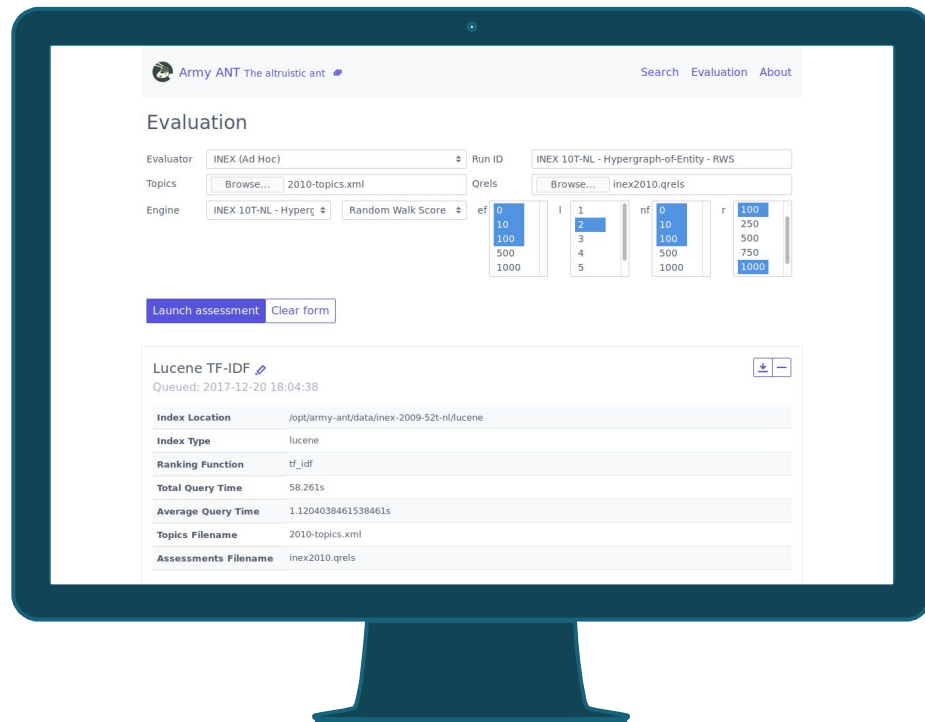 Army ANT The altruistic ant
Search Evaluation About
Evaluation
Evaluator INEX (Ad Hoc) Run ID INEX 10T-NL - Hypergraph-of-Entity - RWS
Topics Browse... 2010-topics.xml Qrels Browse... inex2010.qrels
Engine INEX 10T-NL - Hyperg Random Walk Score ef 0 l 1 nf 0 r 100
10 2 10 250
100 3 100 500
500 4 500 750
1000 5 1000 1000
Launch assessment Clear form
Lucene TF-IDF
Queued: 2017-12-20 18:04:38
Index Location /opt/army-ant/data/inex-2009-52t-nl/lucene
Index Type lucene
Ranking Function tf_idf
Total Query Time 58.261s
Average Query Time 1.1204038461538461s
Topics Filename 2010-topics.xml
Assessments Filename inex2010.qrels